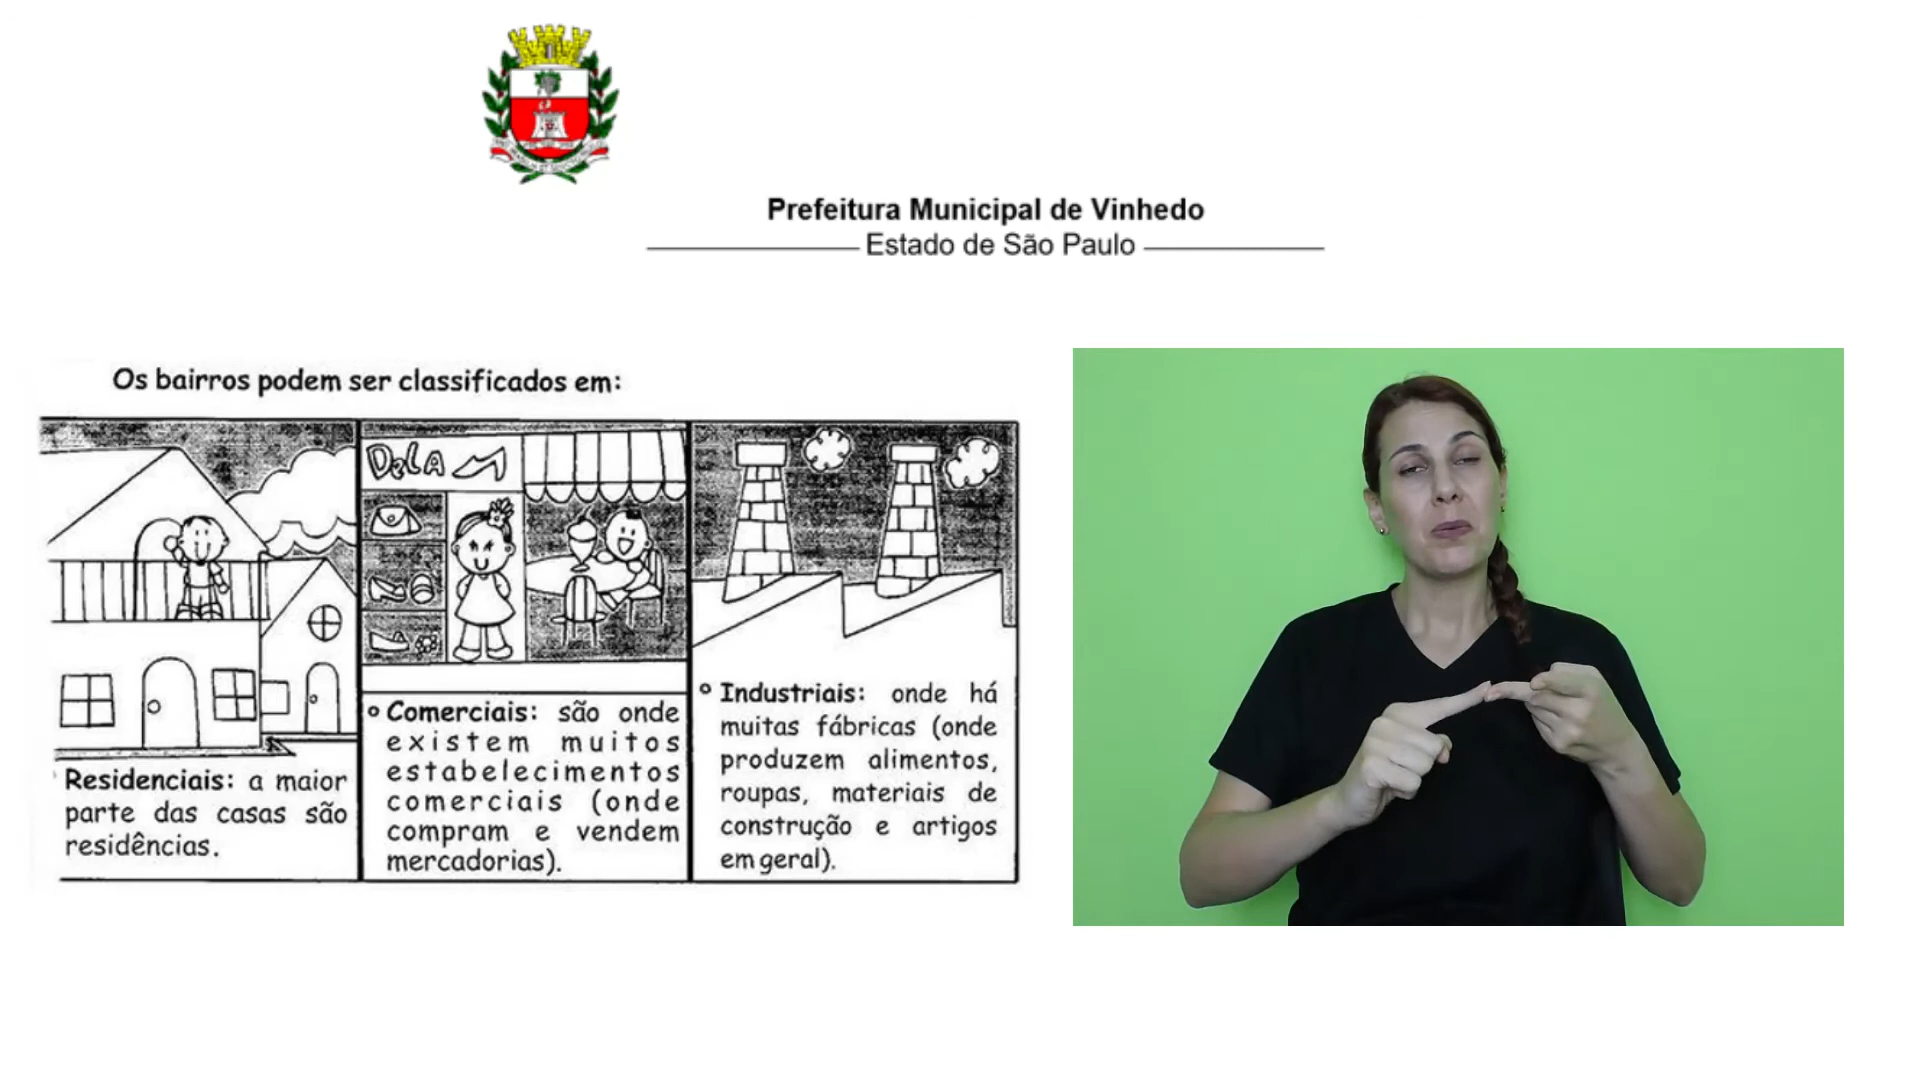 Prefeitura Municipal de Vinhedo
Estado de São Paulo
Os bairros podem ser classificados em:
DeLA
Residenciais: a maior
parte das casas são
residências.
Comerciais: são onde
existem muitos
estabelecimentos
comerciais (onde
compram e vendem
mercadorias).
Industriais: onde há
muitas fábricas (onde
produzem alimentos,
roupas, materiais de
construção e artigos
em geral).